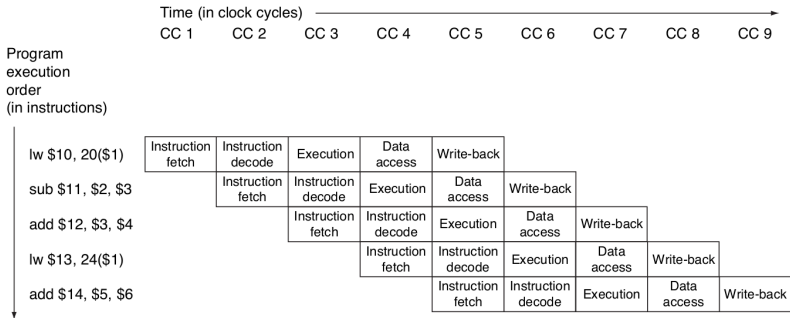 Time (in clock cycles)
CC 1 CC 2 CC 3 CC 4 CC 5 CC 6 CC 7 CC 8 CC 9
Program
execution
order
(in instructions)
lw $10, 20($1) Instruction fetch Instruction decode Execution Data access Write-back
sub $11, $2, $3 Instruction fetch Instruction decode Execution Data access Write-back
add $12, $3, $4 Instruction fetch Instruction decode Execution Data access Write-back
lw $13, 24($1) Instruction fetch Instruction decode Execution Data access Write-back
add $14, $5, $6 Instruction fetch Instruction decode Execution Data access Write-back